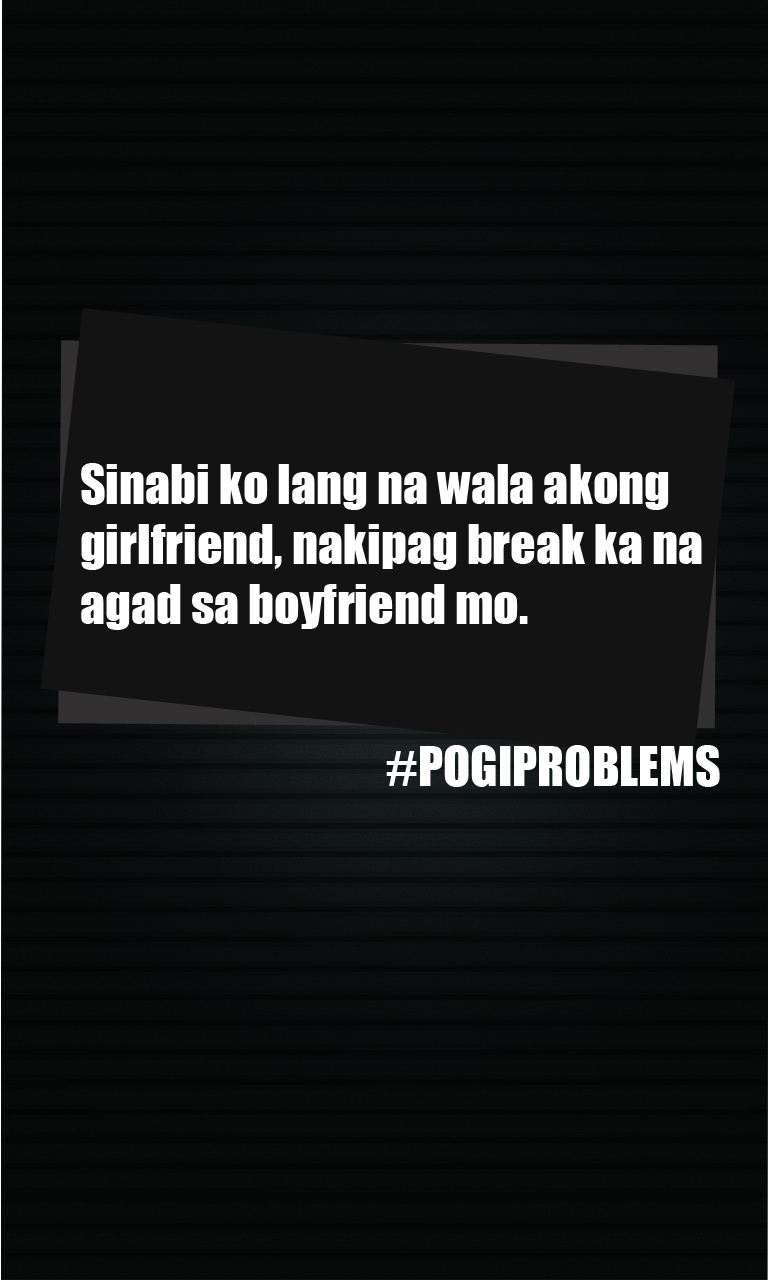 Sinabi ko lang na wala akong
girlfriend, nakipag break ka na
agad sa boyfriend mo.
#POGIPROBLEMS